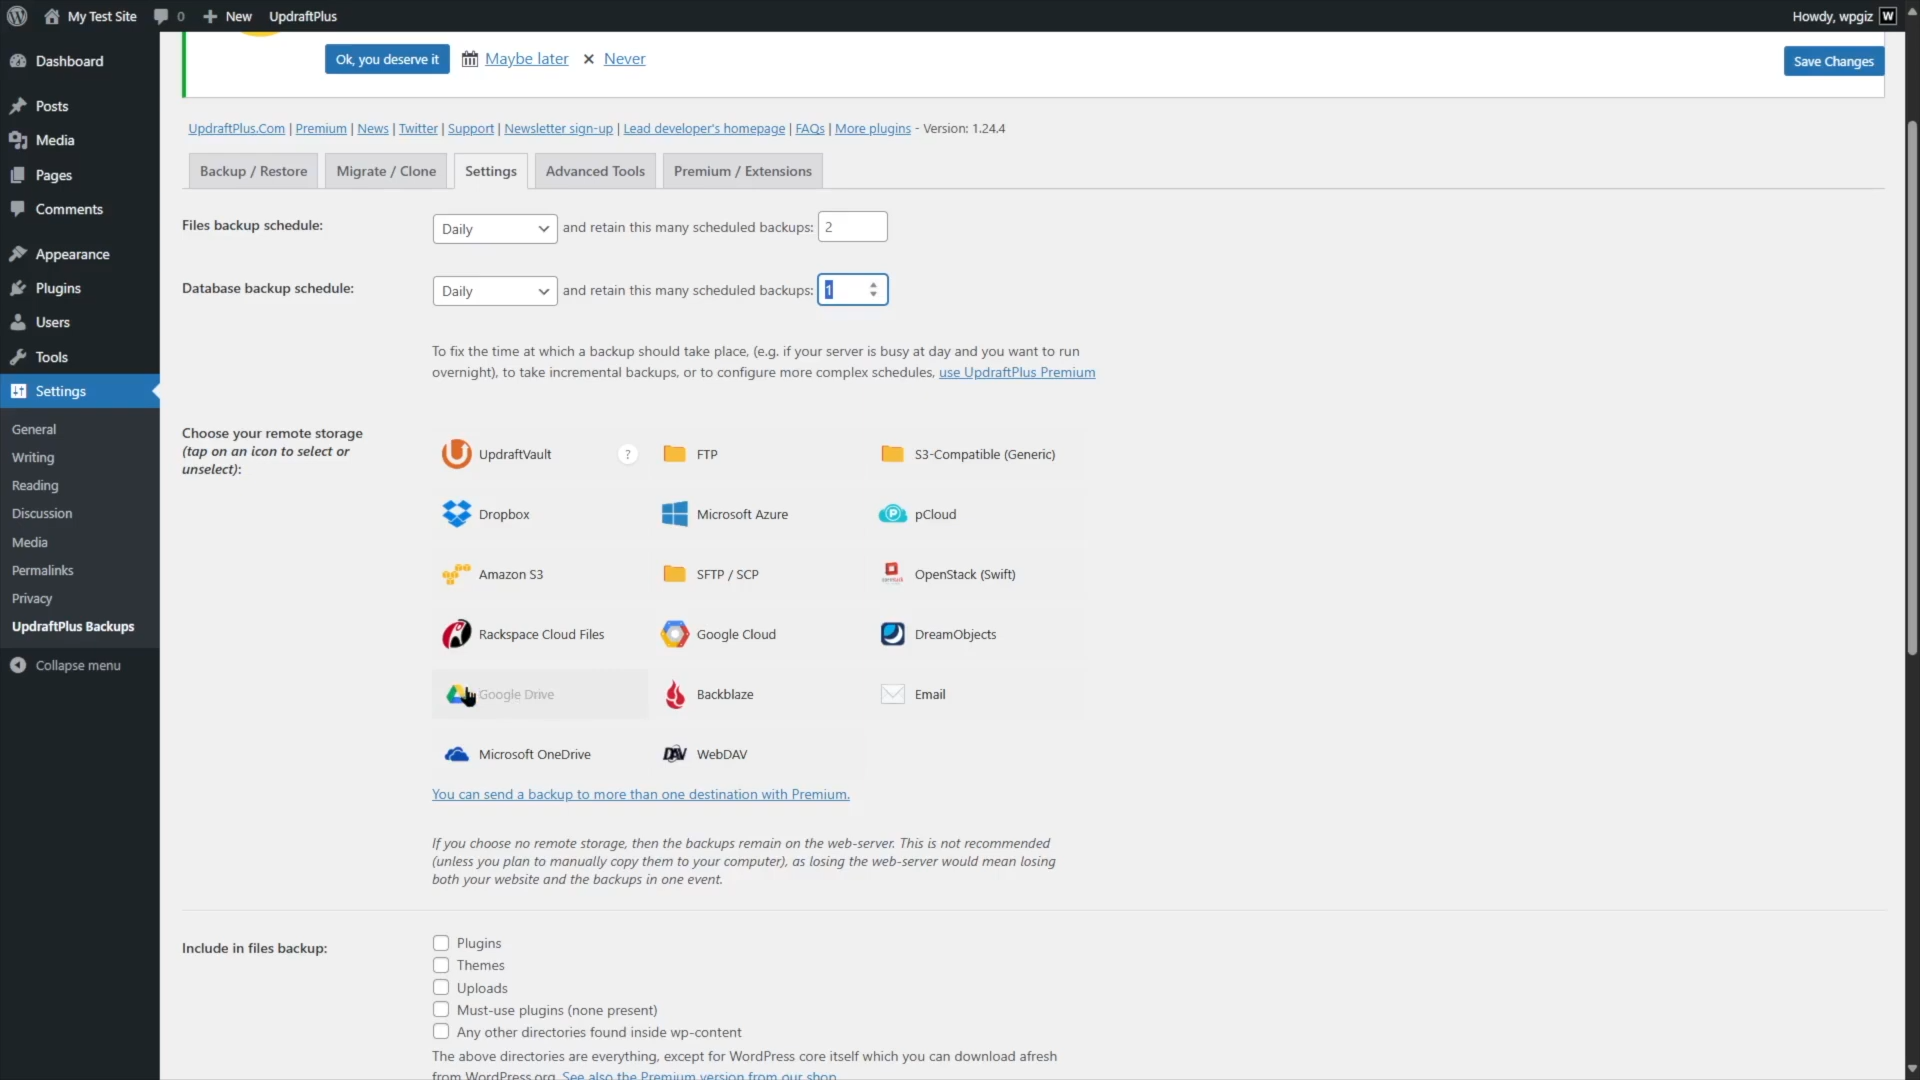 My Test Site
0
New
UpdraftPlus
Howdy, wpgiz
Dashboard
Posts
Media
Pages
Comments
Appearance
Plugins
Users
Tools
Settings
General
Writing
Reading
Discussion
Media
Permalinks
Privacy
UpdraftPlus Backups
Collapse menu
Ok, you deserve it
Maybe later
Never
Save Changes
UpdraftPlus.Com | Premium | News | Twitter | Support | Newsletter sign-up | Lead developer's homepage | FAQs | More plugins - Version: 1.24.4
Backup / Restore
Migrate / Clone
Settings
Advanced Tools
Premium / Extensions
Files backup schedule:
Daily
and retain this many scheduled backups:
2
Database backup schedule:
Daily
and retain this many scheduled backups:
1
To fix the time at which a backup should take place, (e.g. if your server is busy at day and you want to run
overnight), to take incremental backups, or to configure more complex schedules, use UpdraftPlus Premium
Choose your remote storage
(tap on an icon to select or
unselect):
UpdraftVault
?
FTP
S3-Compatible (Generic)
Dropbox
Microsoft Azure
pCloud
Amazon S3
SFTP / SCP
OpenStack (Swift)
Rackspace Cloud Files
Google Cloud
DreamObjects
Google Drive
Backblaze
Email
Microsoft OneDrive
DAV
WebDAV
You can send a backup to more than one destination with Premium.
If you choose no remote storage, then the backups remain on the web-server. This is not recommended
(unless you plan to manually copy them to your computer), as losing the web-server would mean losing
both your website and the backups in one event.
Include in files backup:
Plugins
Themes
Uploads
Must-use plugins (none present)
Any other directories found inside wp-content
The above directories are everything, except for WordPress core itself which you can download afresh
from WordPress.org. See also the Premium version from our shop.